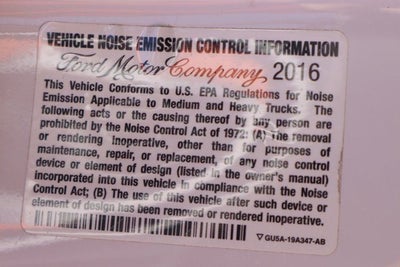 VEHICLE NOISE EMISSION CONTROL INFORMATION
Ford Motor Company 2016
This Vehicle Conforms to U.S. EPA Regulations for Noise
Emission Applicable to Medium and Heavy Trucks. The
following acts or the causing thereof by any person are
prohibited by the Noise Control Act of 1972: (A) The removal
or rendering inoperative, other than for purposes of
maintenance, repair, or replacement, of any noise control
device or element of design (listed in the owner's manual)
incorporated into this vehicle in compliance with the Noise
Control Act; (B) The use of this vehicle after such device or
element of design has been removed or rendered inoperative.
▽ GU5A-19A347-AB